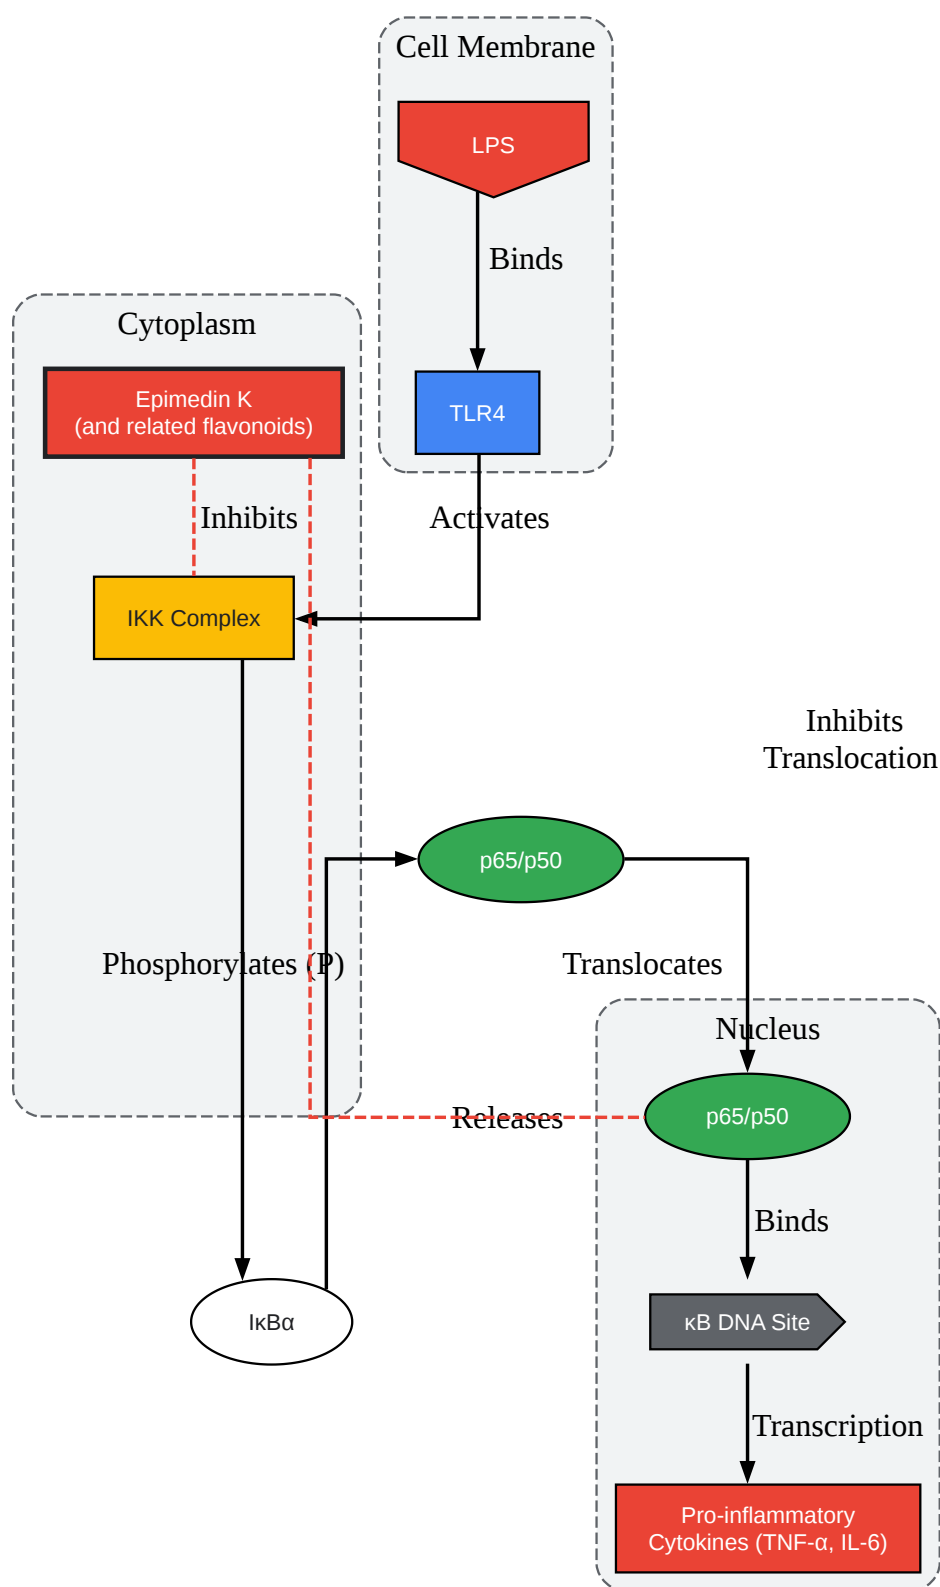 Cell Membrane
LPS
Binds
Cytoplasm
Epimedin K
(and related flavonoids)
TLR4
Inhibits
Activates
IKK Complex
Inhibits
Translocation
p65/p50
Phosphorylates (P)
Translocates
Nucleus
Releases
p65/p50
Binds
IκBα
κB DNA Site
Transcription
Pro-inflammatory
Cytokines (TNF-α, IL-6)